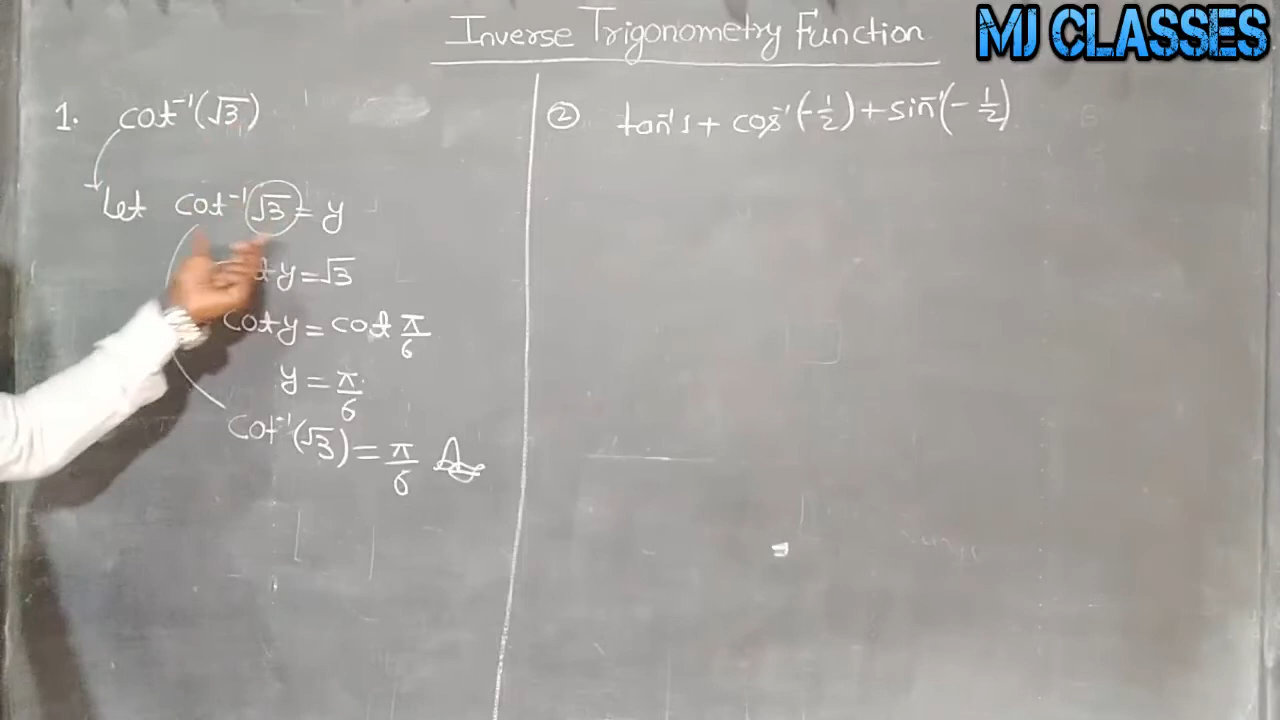 Inverse Trigonometry Function
MJ CLASSES
1. cot⁻¹(√3)
Let cot⁻¹ √3 = y
y = √3
cot y = cot π/6
y = π/6
cot⁻¹(√3) = π/6
② tan⁻¹1 + cos⁻¹(-1/2) + sin⁻¹(-1/2)